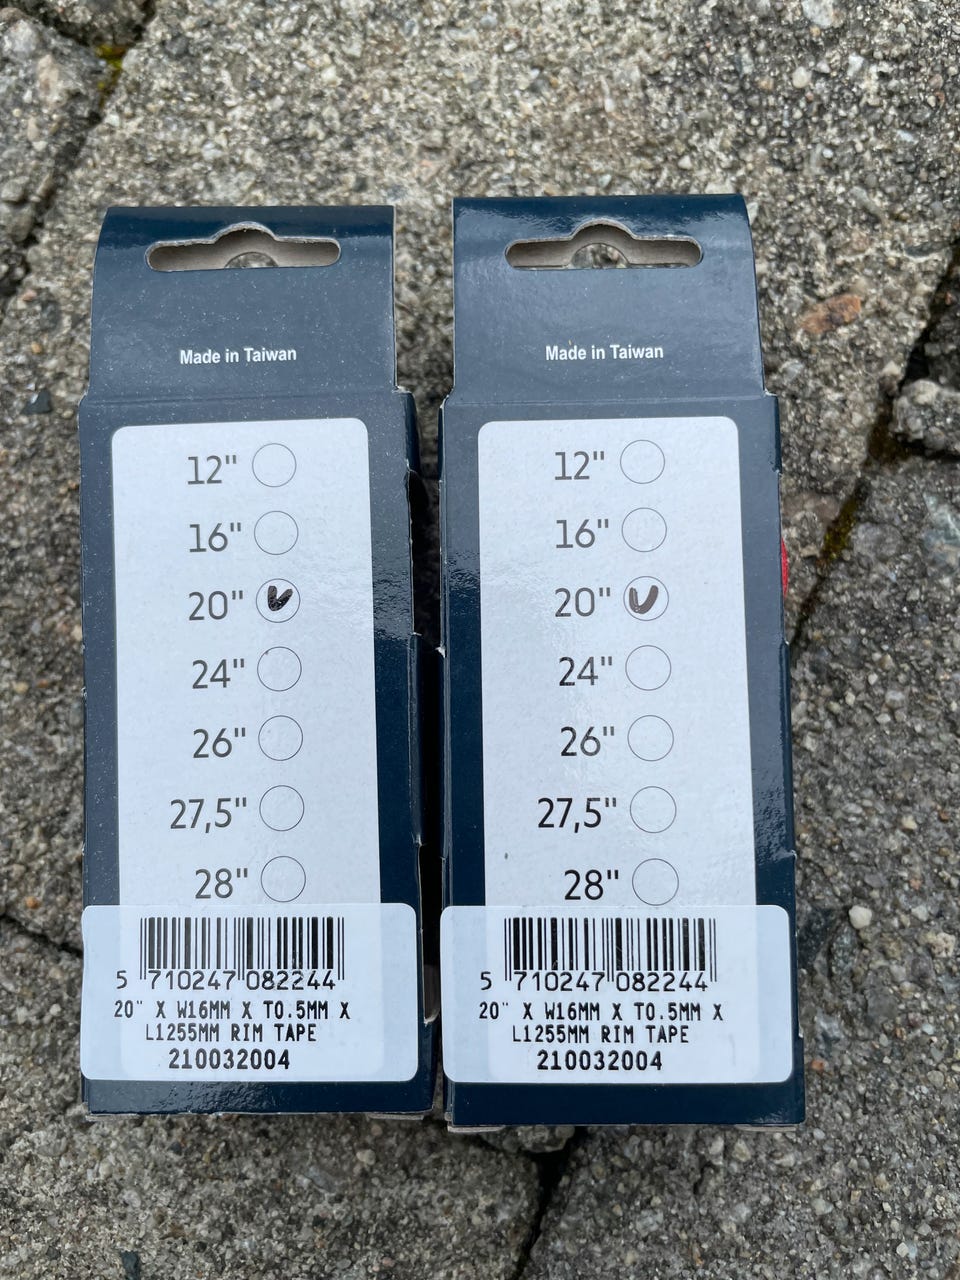 Made in Taiwan
12"
16"
20"
24"
26"
27,5"
28"
5 710247 082244
20" X W16MM X T0.5MM X
L1255MM RIM TAPE
210032004
Made in Taiwan
12"
16"
20"
24"
26"
27,5"
28"
5 710247 082244
20" X W16MM X T0.5MM X
L1255MM RIM TAPE
210032004